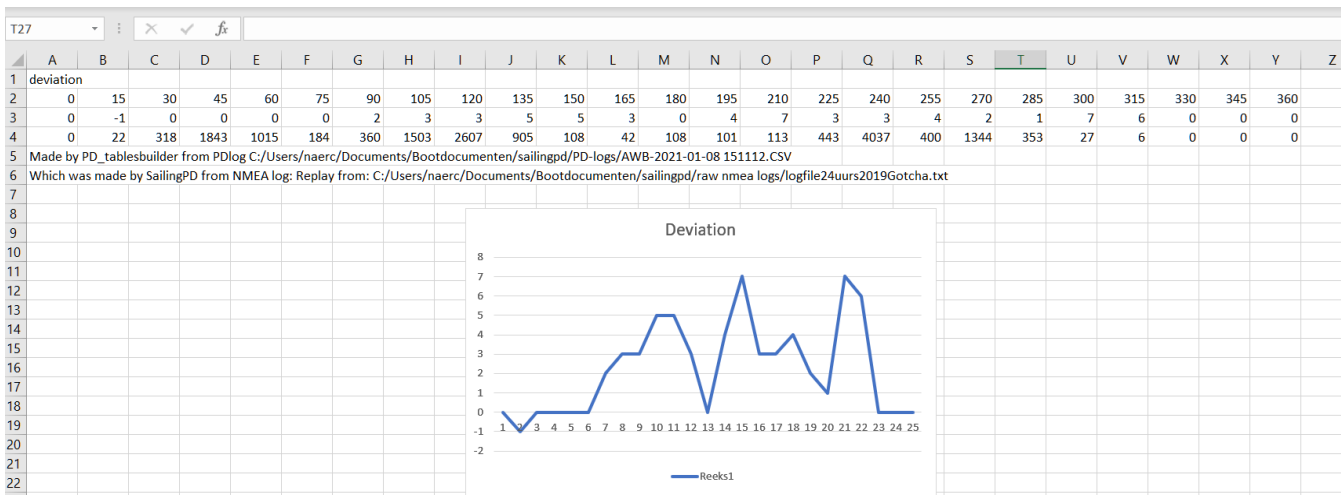 T27 fx
A B C D E F G H I J K L M N O P Q R S T U V W X Y Z
1 deviation
2 0 15 30 45 60 75 90 105 120 135 150 165 180 195 210 225 240 255 270 285 300 315 330 345 360
3 0 -1 0 0 0 0 2 3 3 5 5 3 0 4 7 3 3 4 2 1 7 6 0 0 0
4 0 22 318 1843 1015 184 360 1503 2607 905 108 42 108 101 113 443 4037 400 1344 353 27 6 0 0 0
5 Made by PD_tablesbuilder from PDlog C:/Users/naerc/Documents/Bootdocumenten/sailingpd/PD-logs/AWB-2021-01-08 151112.CSV
6 Which was made by SailingPD from NMEA log: Replay from: C:/Users/naerc/Documents/Bootdocumenten/sailingpd/raw nmea logs/logfile24uurs2019Gotcha.txt
7
8
9
10
11
12
13
14
15
16
17
18
19
20
21
22
Deviation
8
7
6
5
4
3
2
1
0
-1
-2
1 2 3 4 5 6 7 8 9 10 11 12 13 14 15 16 17 18 19 20 21 22 23 24 25
Reeks1